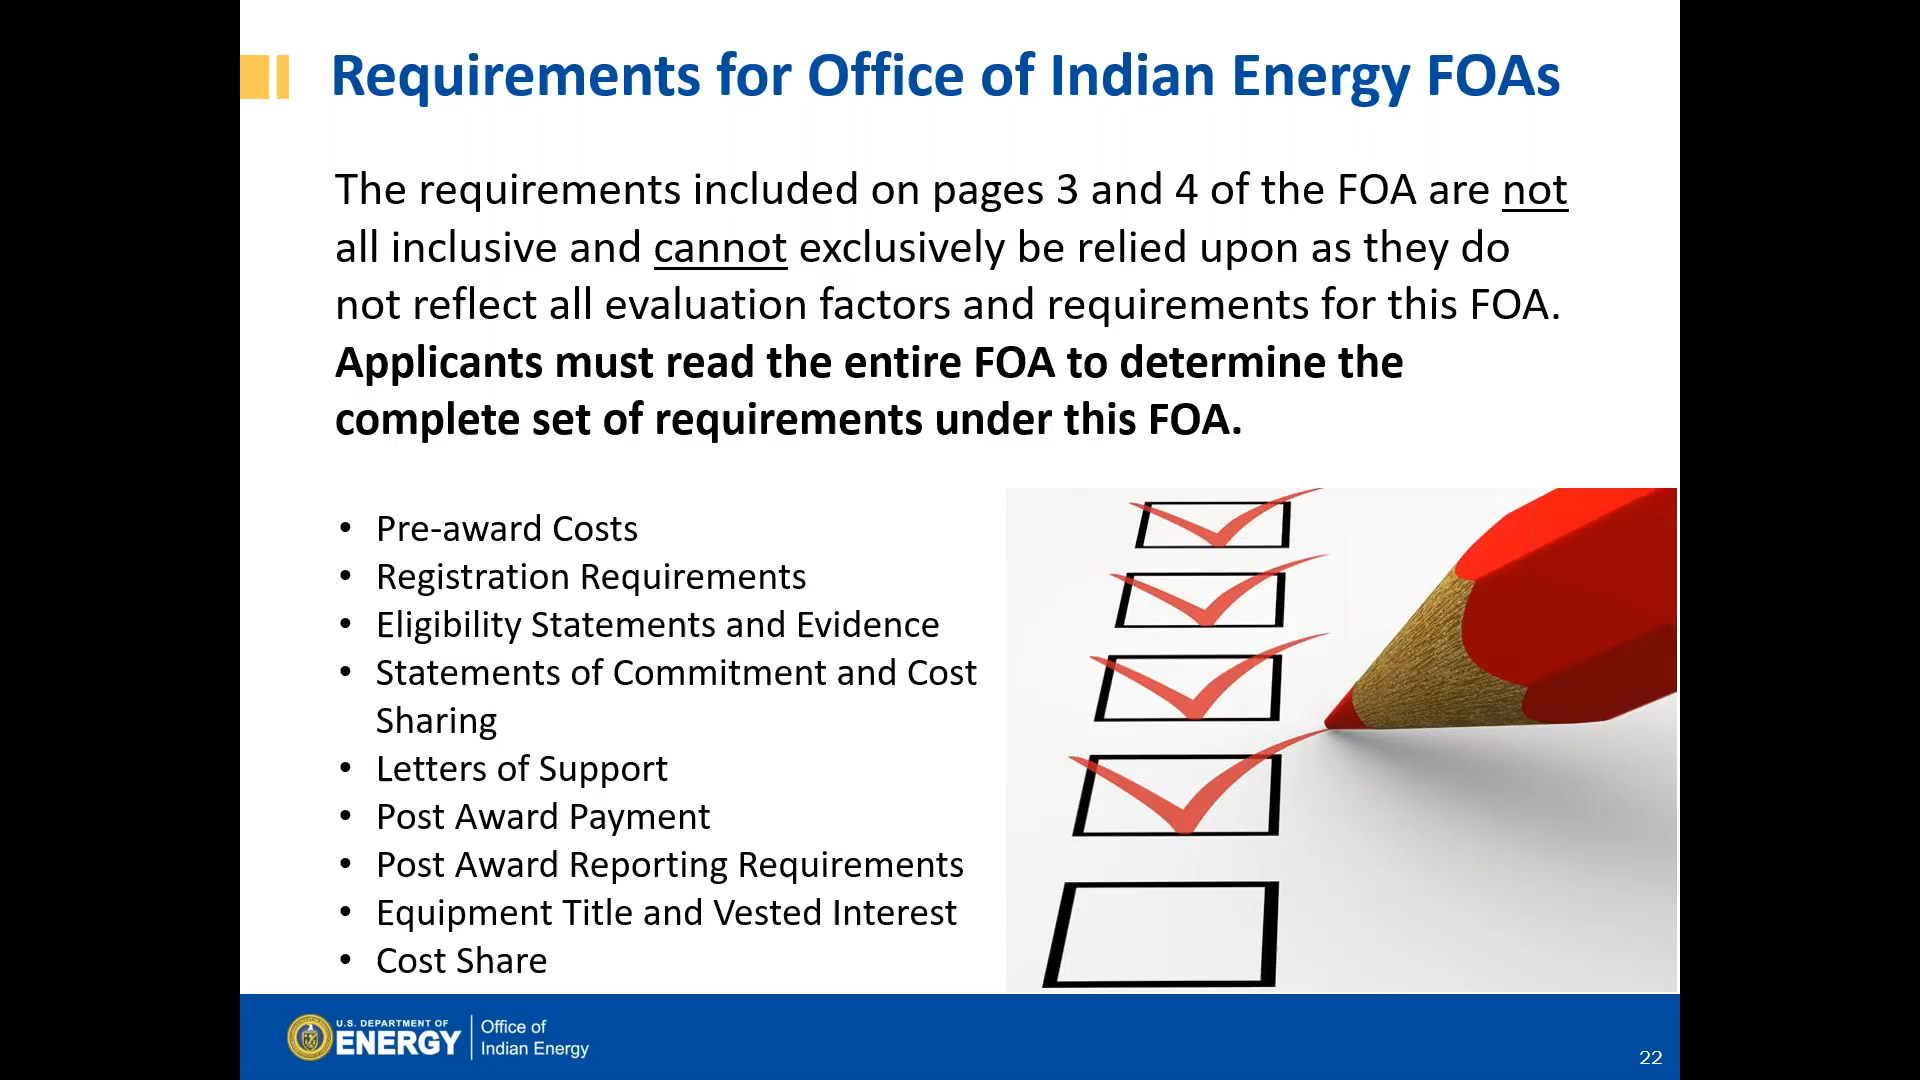 Requirements for Office of Indian Energy FOAs
The requirements included on pages 3 and 4 of the FOA are not
all inclusive and cannot exclusively be relied upon as they do
not reflect all evaluation factors and requirements for this FOA.
Applicants must read the entire FOA to determine the
complete set of requirements under this FOA.
• Pre-award Costs
• Registration Requirements
• Eligibility Statements and Evidence
• Statements of Commitment and Cost
Sharing
• Letters of Support
• Post Award Payment
• Post Award Reporting Requirements
• Equipment Title and Vested Interest
• Cost Share
U.S. DEPARTMENT OF
ENERGY
Office of
Indian Energy
22